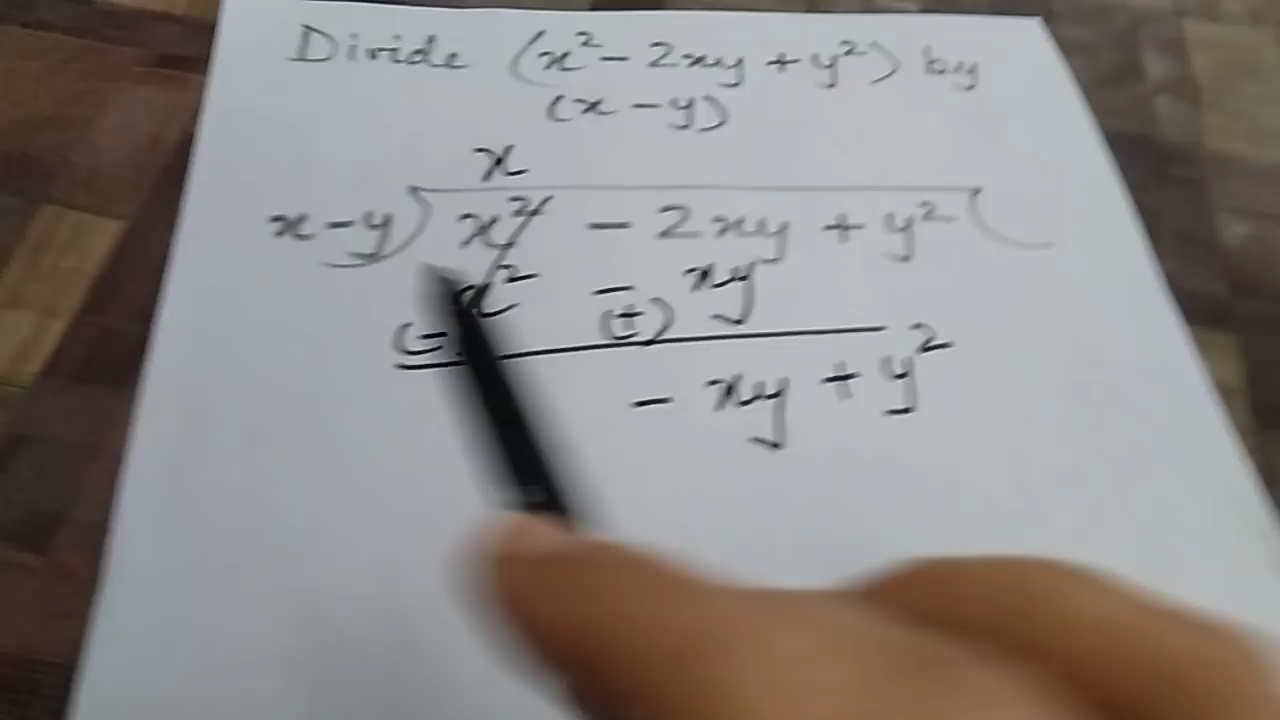 Divide (x² - 2xy + y²) by
(x - y)
x
x-y) x² - 2xy + y² (
x² - xy
(-) (+)
- xy + y²